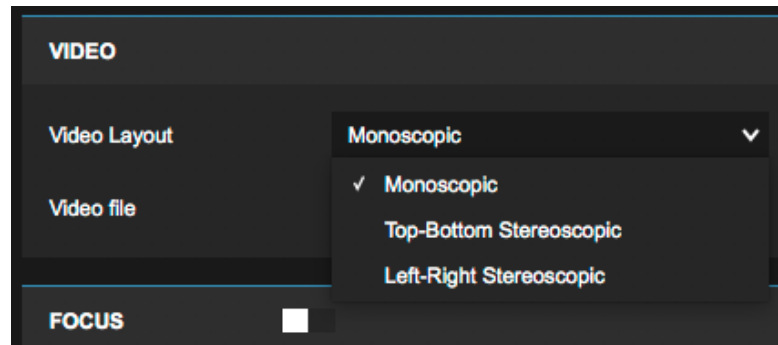 VIDEO
Video Layout
Monoscopic
✓ Monoscopic
Video file
Top-Bottom Stereoscopic
Left-Right Stereoscopic
FOCUS